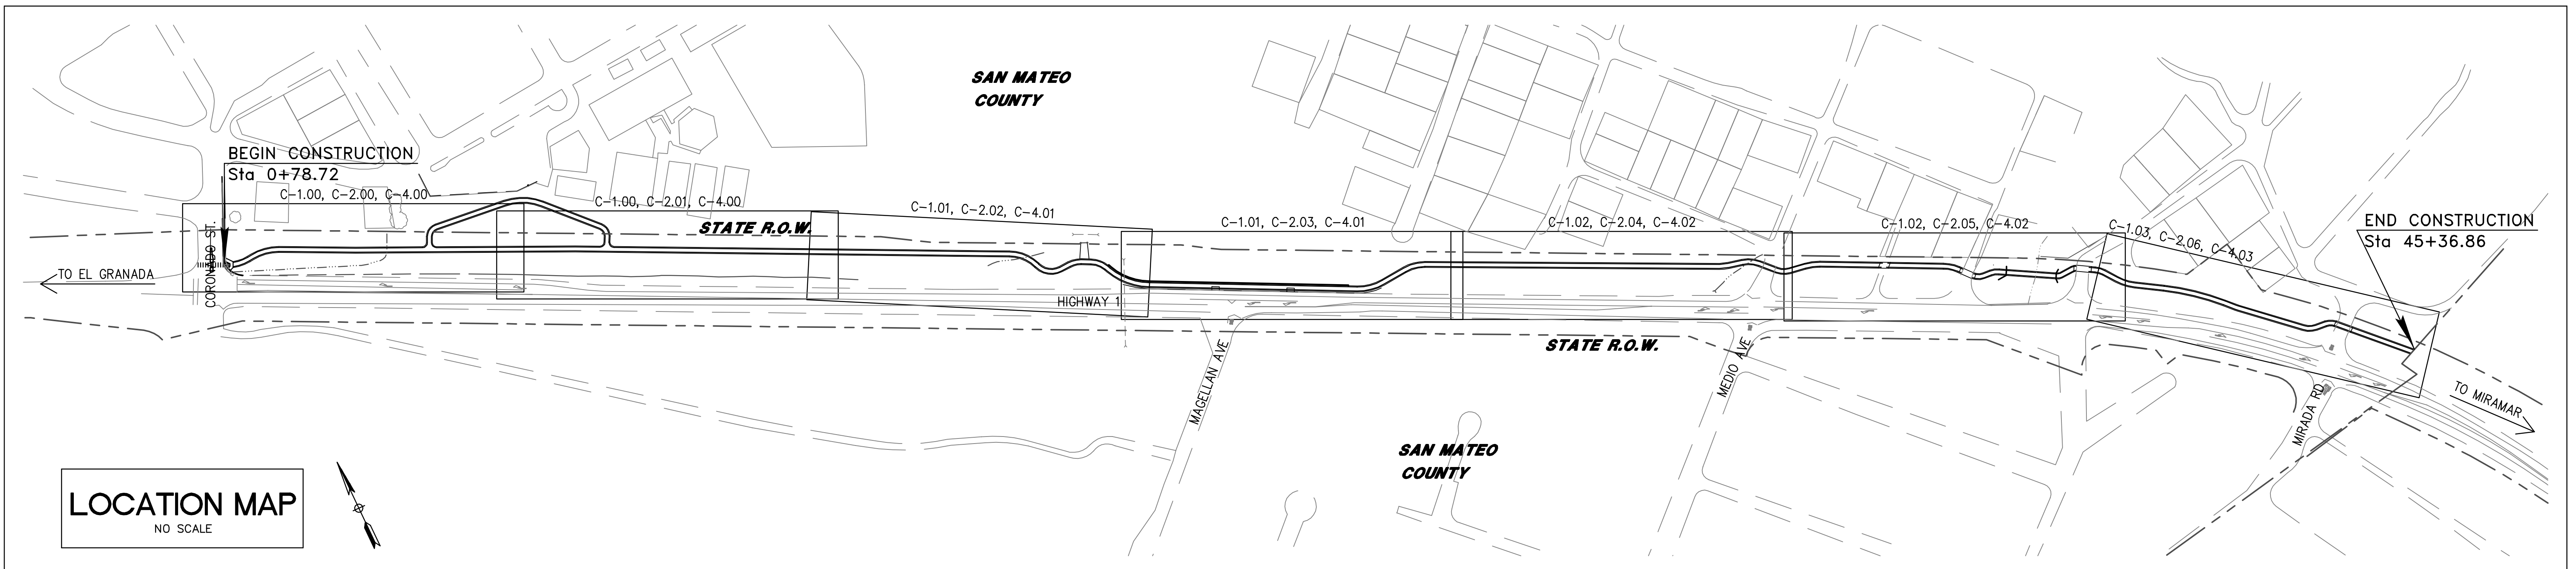 SAN MATEO
COUNTY
BEGIN CONSTRUCTION
Sta 0+78.72
C-1.00, C-2.00, C-4.00
C-1.00, C-2.01, C-4.00
C-1.01, C-2.02, C-4.01
C-1.01, C-2.03, C-4.01
C-1.02, C-2.04, C-4.02
C-1.02, C-2.05, C-4.02
C-1.03, C-2.06, C-4.03
END CONSTRUCTION
Sta 45+36.86
STATE R.O.W.
CORONADO ST.
TO EL GRANADA
HIGHWAY 1
STATE R.O.W.
MAGELLAN AVE
MEDIO AVE
MIRADA RD
TO MIRAMAR
SAN MATEO
COUNTY
LOCATION MAP
NO SCALE